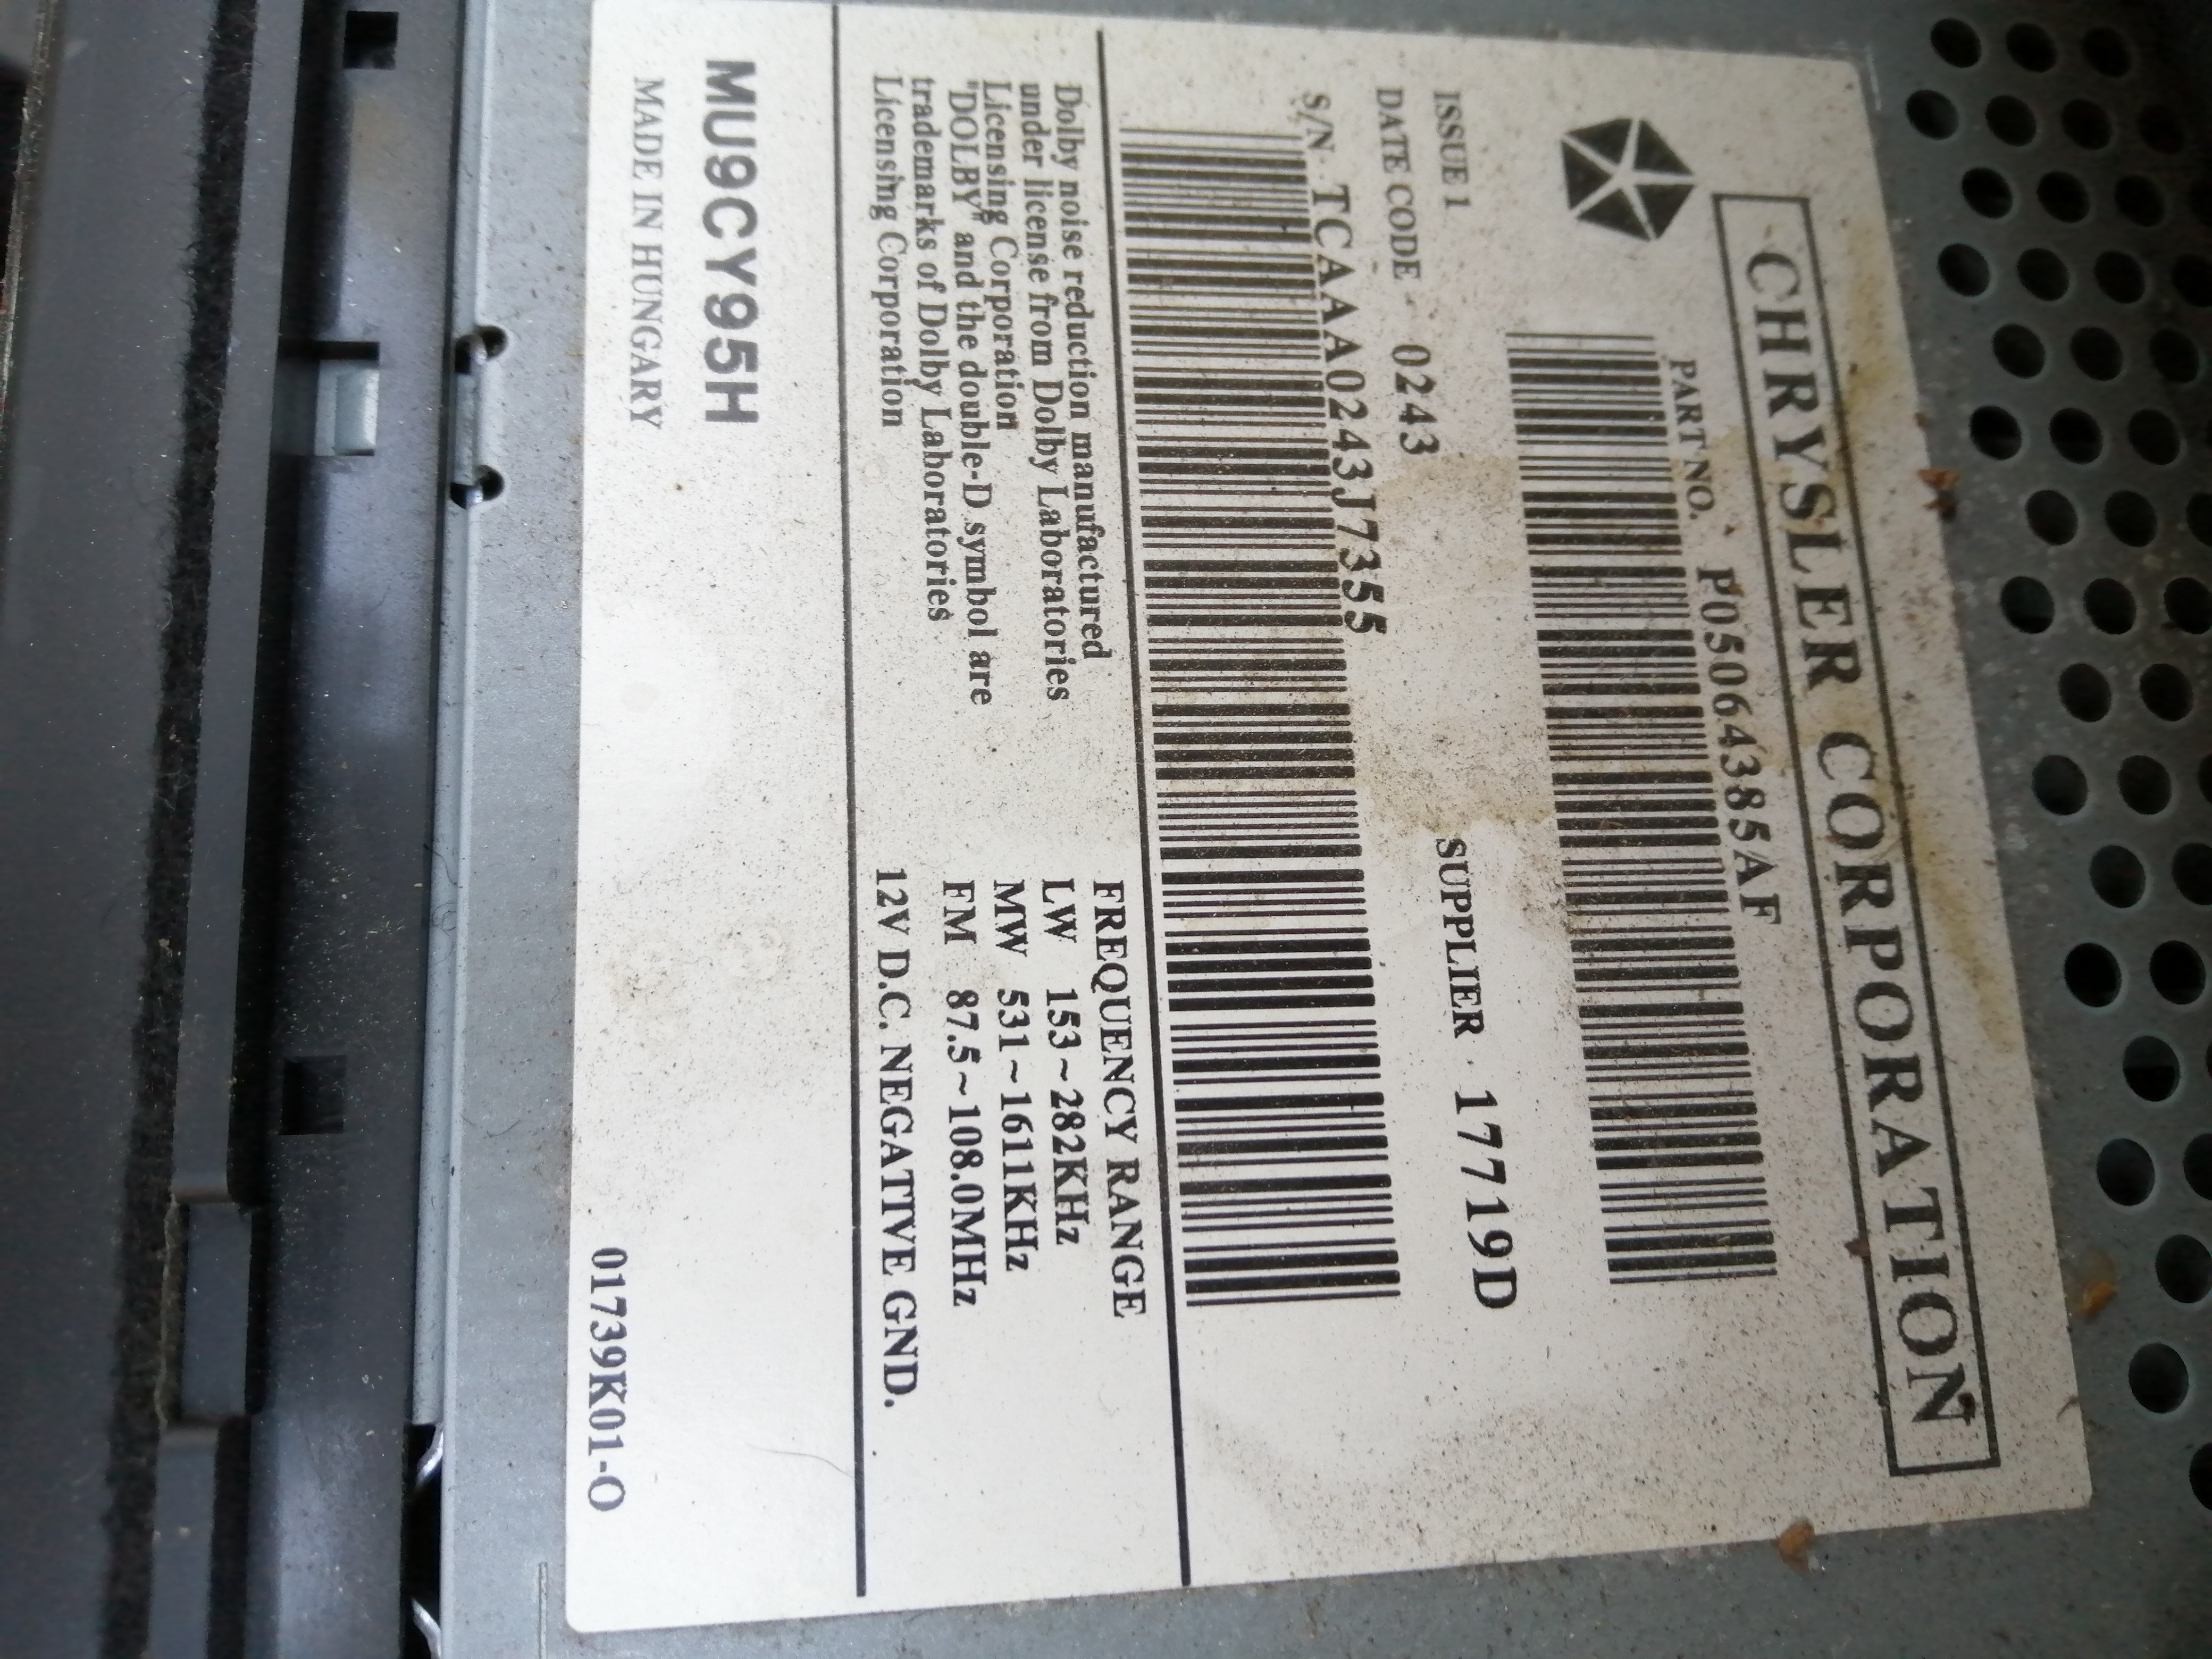 CHRYSLER CORPORATION
PART NO. P05064385AF
ISSUE 1
SUPPLIER · 17719D
DATE CODE · 0243
S/N · TCAAA0243J7355
Dolby noise reduction manufactured
under license from Dolby Laboratories
Licensing Corporation
"DOLBY" and the double-D symbol are
trademarks of Dolby Laboratories
Licensing Corporation
FREQUENCY RANGE
LW 153~282KHz
MW 531~1611KHz
FM 87.5~108.0MHz
12V D.C. NEGATIVE GND.
MU9CY95H
MADE IN HUNGARY
01739K01-O